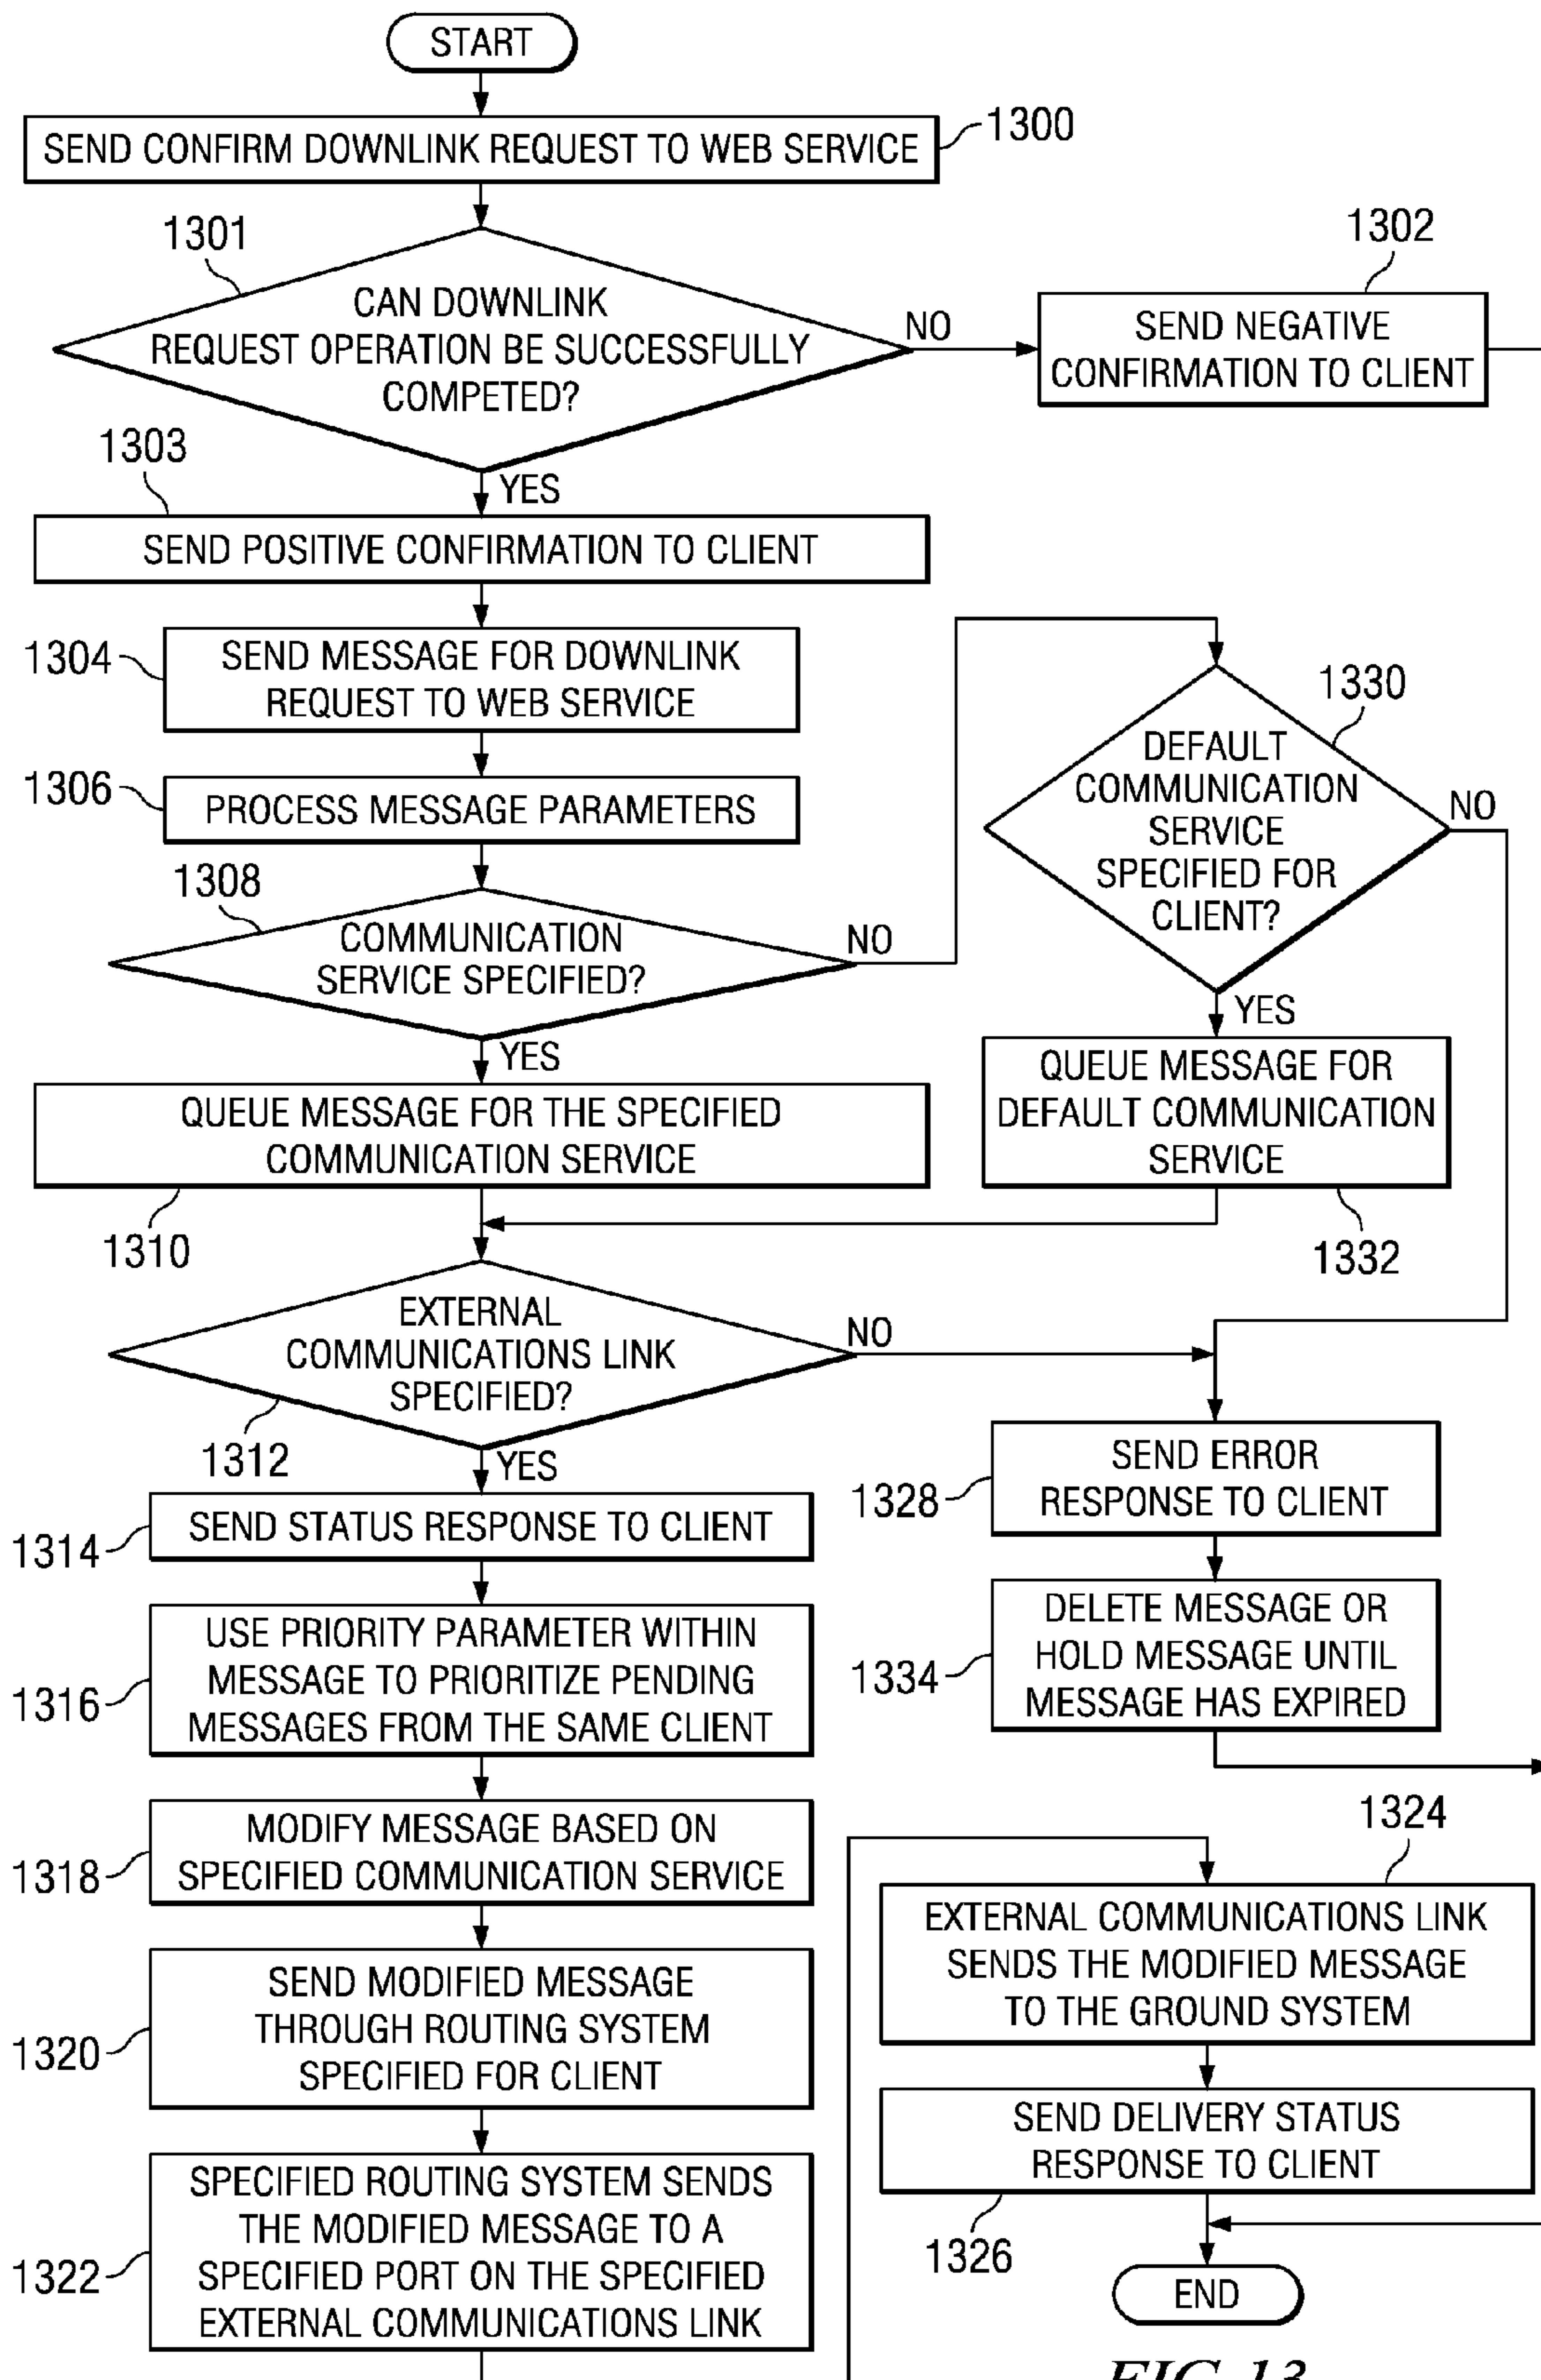 START
SEND CONFIRM DOWNLINK REQUEST TO WEB SERVICE
1300
1301
CAN DOWNLINK
REQUEST OPERATION BE SUCCESSFULLY
COMPETED?
NO
1302
SEND NEGATIVE
CONFIRMATION TO CLIENT
YES
1303
SEND POSITIVE CONFIRMATION TO CLIENT
1304
SEND MESSAGE FOR DOWNLINK
REQUEST TO WEB SERVICE
1306
PROCESS MESSAGE PARAMETERS
1308
COMMUNICATION
SERVICE SPECIFIED?
NO
1330
DEFAULT
COMMUNICATION
SERVICE
SPECIFIED FOR
CLIENT?
NO
YES
QUEUE MESSAGE FOR
DEFAULT COMMUNICATION
SERVICE
1332
YES
QUEUE MESSAGE FOR THE SPECIFIED
COMMUNICATION SERVICE
1310
EXTERNAL
COMMUNICATIONS LINK
SPECIFIED?
NO
1312
YES
1314
SEND STATUS RESPONSE TO CLIENT
1316
USE PRIORITY PARAMETER WITHIN
MESSAGE TO PRIORITIZE PENDING
MESSAGES FROM THE SAME CLIENT
1318
MODIFY MESSAGE BASED ON
SPECIFIED COMMUNICATION SERVICE
1320
SEND MODIFIED MESSAGE
THROUGH ROUTING SYSTEM
SPECIFIED FOR CLIENT
1322
SPECIFIED ROUTING SYSTEM SENDS
THE MODIFIED MESSAGE TO A
SPECIFIED PORT ON THE SPECIFIED
EXTERNAL COMMUNICATIONS LINK
1328
SEND ERROR
RESPONSE TO CLIENT
1334
DELETE MESSAGE OR
HOLD MESSAGE UNTIL
MESSAGE HAS EXPIRED
1324
EXTERNAL COMMUNICATIONS LINK
SENDS THE MODIFIED MESSAGE
TO THE GROUND SYSTEM
SEND DELIVERY STATUS
RESPONSE TO CLIENT
1326
END
FIG. 13